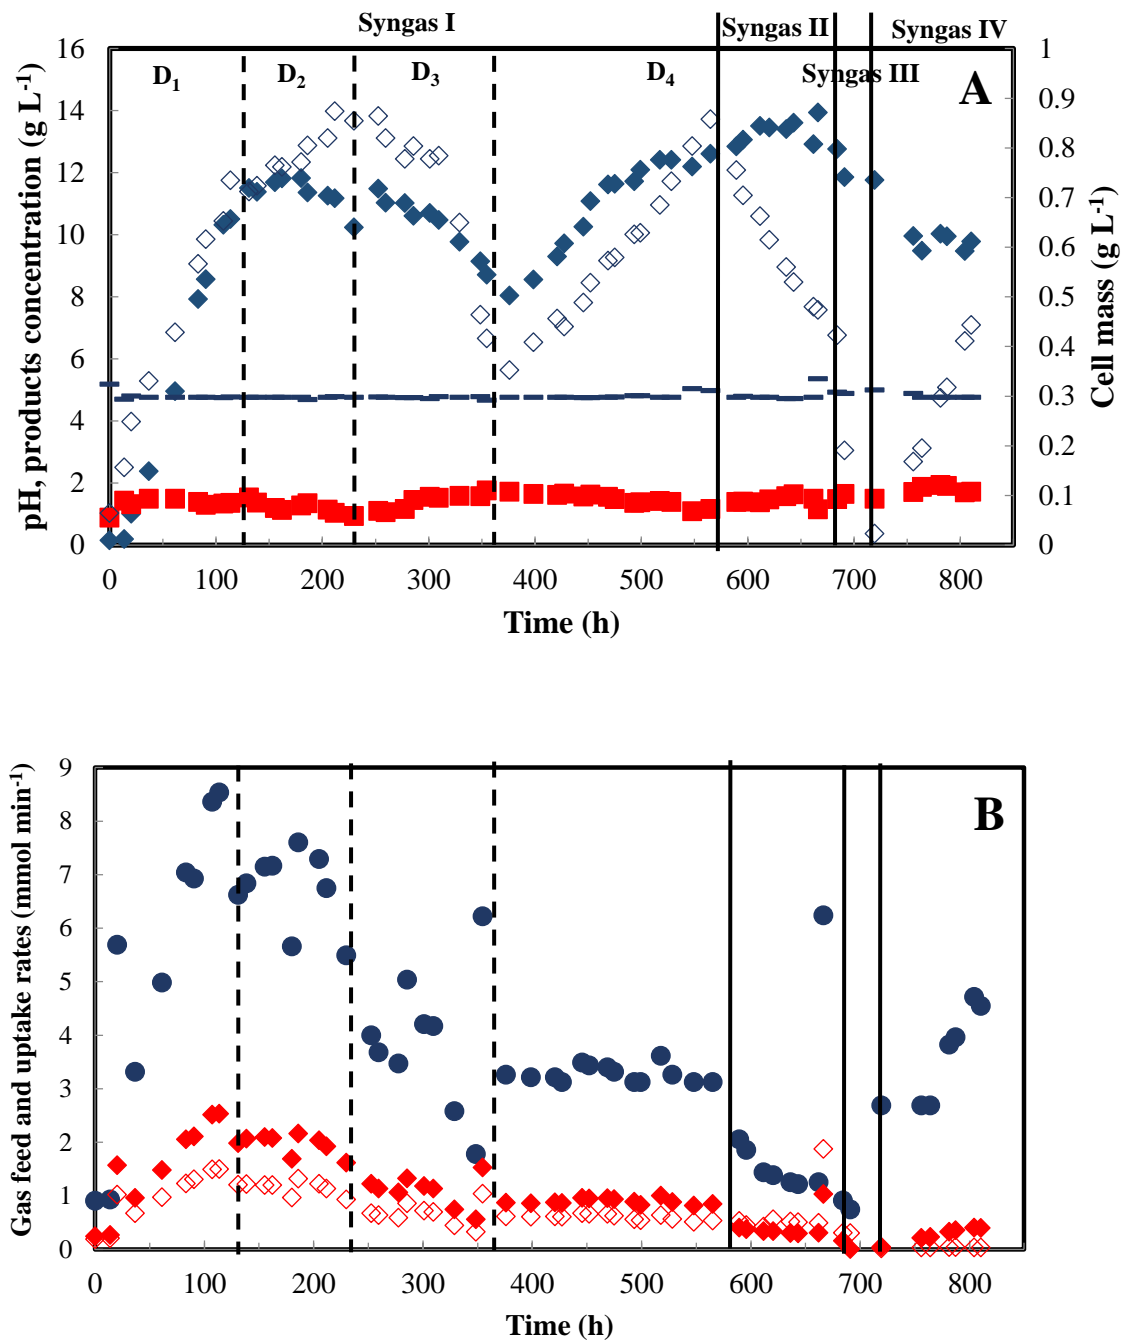 Syngas I
Syngas II
Syngas IV
Syngas III
D1
D2
D3
D4
A
16
14
12
10
8
6
4
2
0
1
0.9
0.8
0.7
0.6
0.5
0.4
0.3
0.2
0.1
0
pH, products concentration (g L-1)
Cell mass (g L-1)
0 100 200 300 400 500 600 700 800
Time (h)
B
9
8
7
6
5
4
3
2
1
0
Gas feed and uptake rates (mmol min-1)
0 100 200 300 400 500 600 700 800
Time (h)